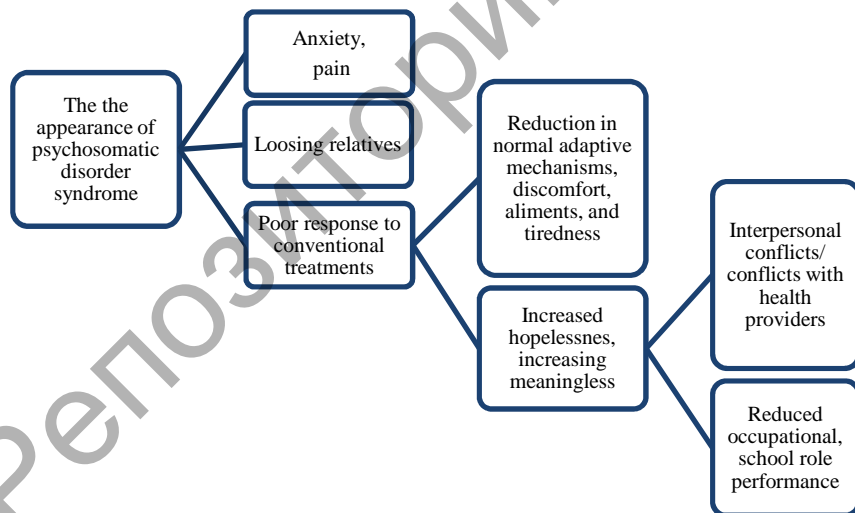 Anxiety,
pain
The the
appearance of
psychosomatic
disorder
syndrome
Loosing relatives
Poor response to
conventional
treatments
Reduction in
normal adaptive
mechanisms,
discomfort,
aliments, and
tiredness
Increased
hopelessnes,
increasing
meaningless
Interpersonal
conflicts/
conflicts with
health
providers
Reduced
occupational,
school role
performance